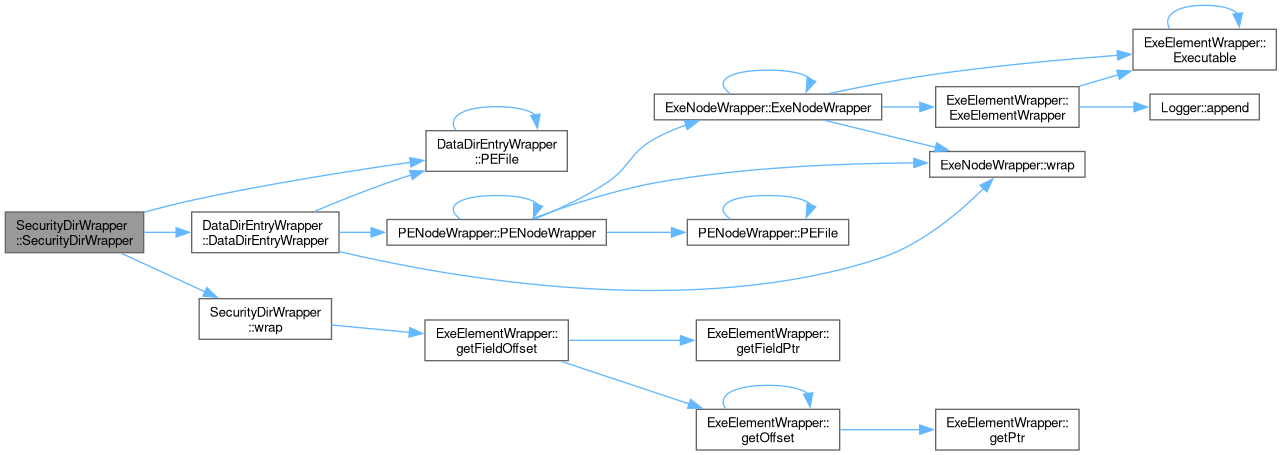 SecurityDirWrapper
::SecurityDirWrapper
DataDirEntryWrapper
::PEFile
DataDirEntryWrapper
::DataDirEntryWrapper
SecurityDirWrapper
::wrap
PENodeWrapper::PENodeWrapper
ExeElementWrapper::
getFieldOffset
ExeNodeWrapper::ExeNodeWrapper
PENodeWrapper::PEFile
ExeElementWrapper::
getFieldPtr
ExeElementWrapper::
getOffset
ExeElementWrapper::
ExeElementWrapper
ExeNodeWrapper::wrap
ExeElementWrapper::
getPtr
ExeElementWrapper::
Executable
Logger::append